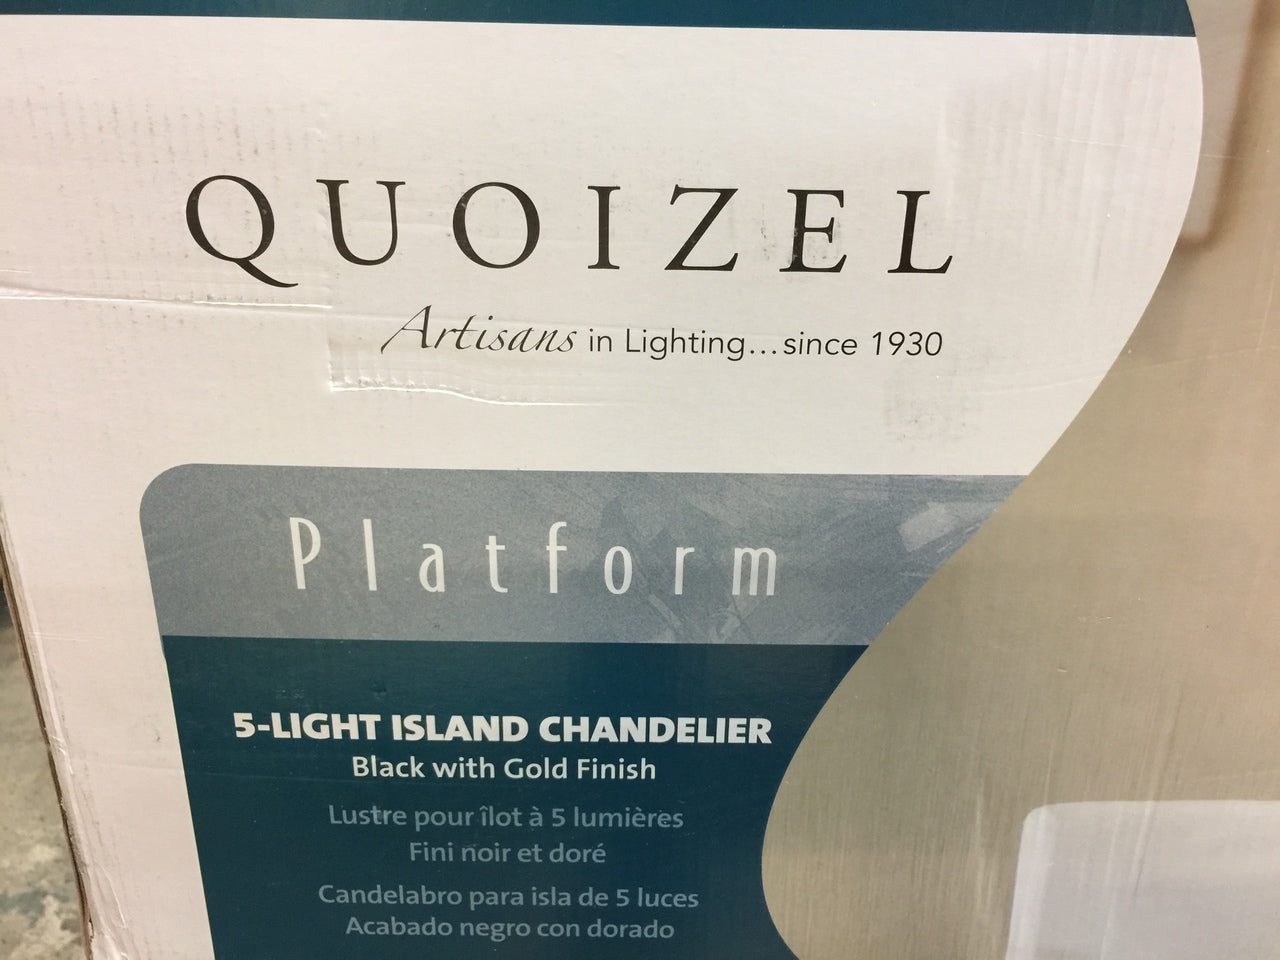 QUOIZEL
Artisans in Lighting...since 1930
Platform
5-LIGHT ISLAND CHANDELIER
Black with Gold Finish
Lustre pour îlot à 5 lumières
Fini noir et doré
Candelabro para isla de 5 luces
Acabado negro con dorado